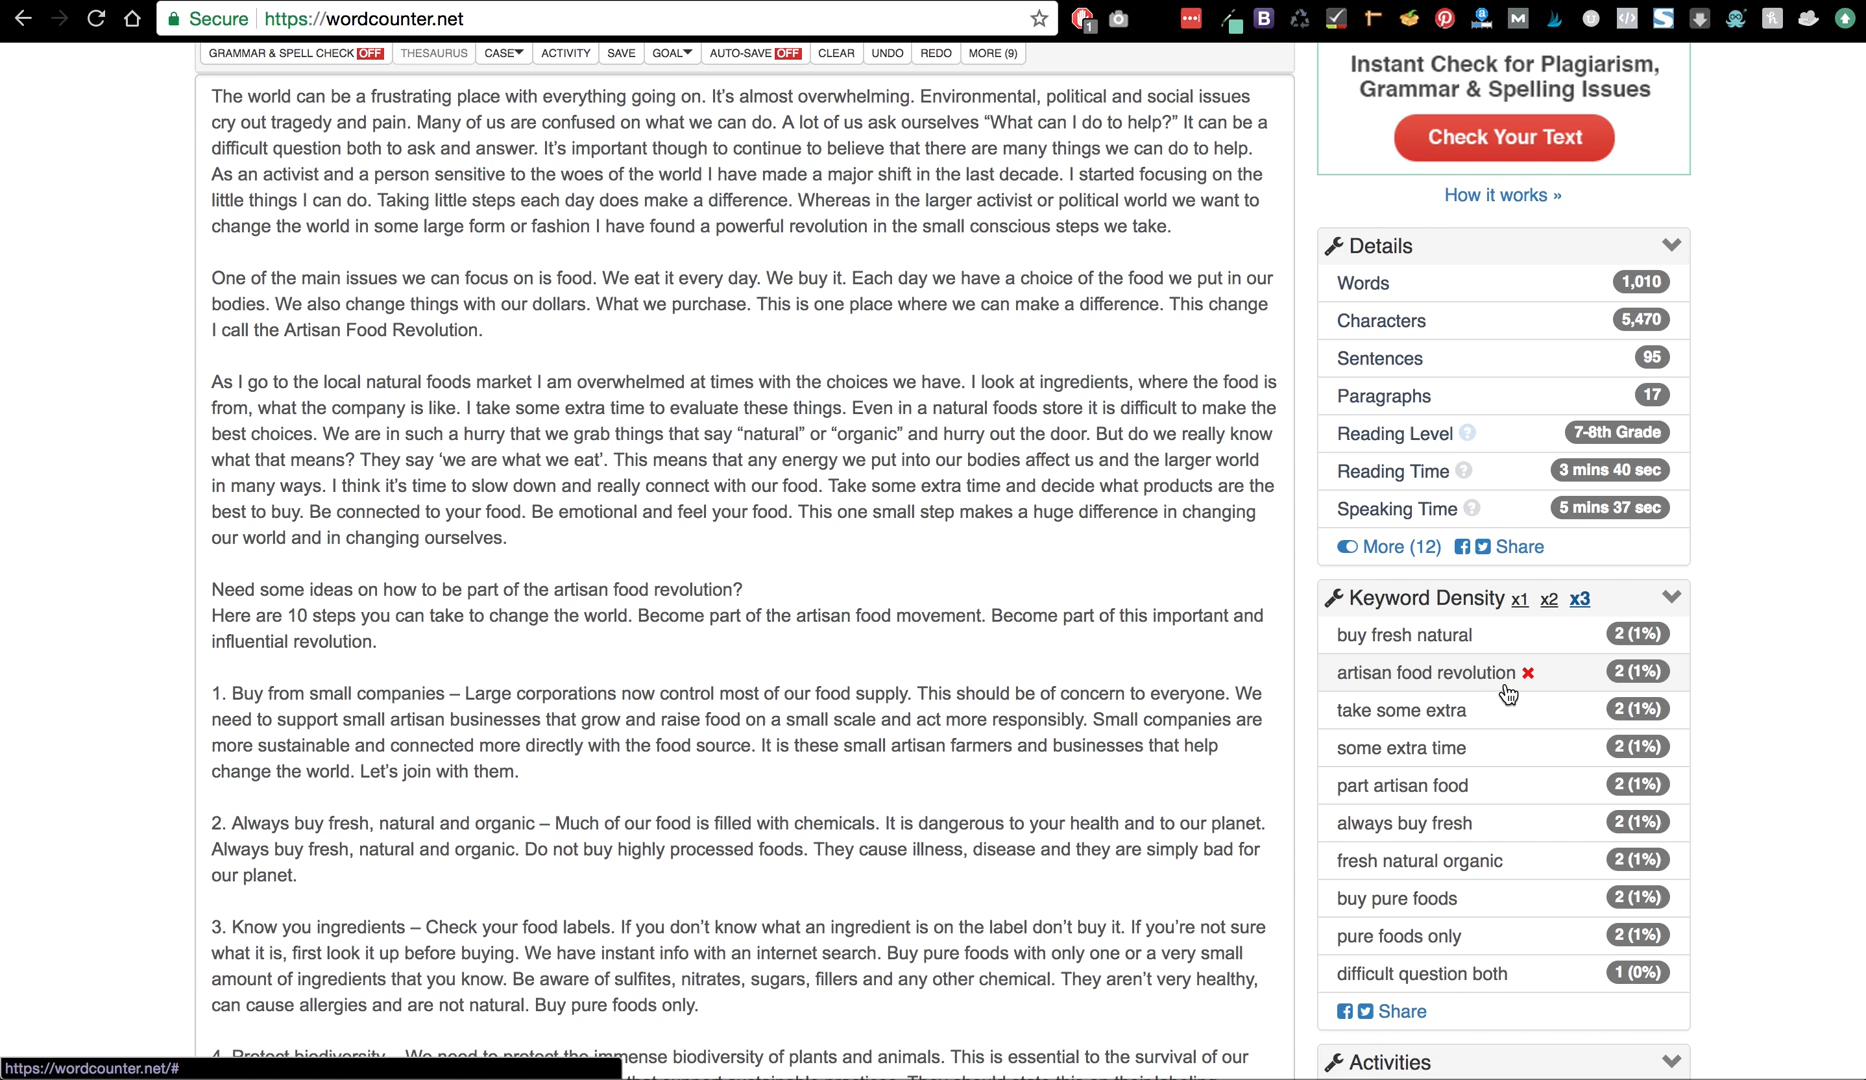 Secure https://wordcounter.net
1
GRAMMAR & SPELL CHECK OFF THESAURUS CASE ACTIVITY SAVE GOAL AUTO-SAVE OFF CLEAR UNDO REDO MORE (9)
The world can be a frustrating place with everything going on. It’s almost overwhelming. Environmental, political and social issues
cry out tragedy and pain. Many of us are confused on what we can do. A lot of us ask ourselves “What can I do to help?” It can be a
difficult question both to ask and answer. It’s important though to continue to believe that there are many things we can do to help.
As an activist and a person sensitive to the woes of the world I have made a major shift in the last decade. I started focusing on the
little things I can do. Taking little steps each day does make a difference. Whereas in the larger activist or political world we want to
change the world in some large form or fashion I have found a powerful revolution in the small conscious steps we take.
One of the main issues we can focus on is food. We eat it every day. We buy it. Each day we have a choice of the food we put in our
bodies. We also change things with our dollars. What we purchase. This is one place where we can make a difference. This change
I call the Artisan Food Revolution.
As I go to the local natural foods market I am overwhelmed at times with the choices we have. I look at ingredients, where the food is
from, what the company is like. I take some extra time to evaluate these things. Even in a natural foods store it is difficult to make the
best choices. We are in such a hurry that we grab things that say “natural” or “organic” and hurry out the door. But do we really know
what that means? They say ‘we are what we eat’. This means that any energy we put into our bodies affect us and the larger world
in many ways. I think it’s time to slow down and really connect with our food. Take some extra time and decide what products are the
best to buy. Be connected to your food. Be emotional and feel your food. This one small step makes a huge difference in changing
our world and in changing ourselves.
Need some ideas on how to be part of the artisan food revolution?
Here are 10 steps you can take to change the world. Become part of the artisan food movement. Become part of this important and
influential revolution.
1. Buy from small companies – Large corporations now control most of our food supply. This should be of concern to everyone. We
need to support small artisan businesses that grow and raise food on a small scale and act more responsibly. Small companies are
more sustainable and connected more directly with the food source. It is these small artisan farmers and businesses that help
change the world. Let’s join with them.
2. Always buy fresh, natural and organic – Much of our food is filled with chemicals. It is dangerous to your health and to our planet.
Always buy fresh, natural and organic. Do not buy highly processed foods. They cause illness, disease and they are simply bad for
our planet.
3. Know you ingredients – Check your food labels. If you don’t know what an ingredient is on the label don’t buy it. If you’re not sure
what it is, first look it up before buying. We have instant info with an internet search. Buy pure foods with only one or a very small
amount of ingredients that you know. Be aware of sulfites, nitrates, sugars, fillers and any other chemical. They aren’t very healthy,
can cause allergies and are not natural. Buy pure foods only.
4. Protect biodiversity – We need to protect the immense biodiversity of plants and animals. This is essential to the survival of our
https://wordcounter.net/#
Instant Check for Plagiarism,
Grammar & Spelling Issues
Check Your Text
How it works »
Details
Words 1,010
Characters 5,470
Sentences 95
Paragraphs 17
Reading Level ? 7-8th Grade
Reading Time ? 3 mins 40 sec
Speaking Time ? 5 mins 37 sec
More (12) Share
Keyword Density x1 x2 x3
buy fresh natural 2 (1%)
artisan food revolution 2 (1%)
take some extra 2 (1%)
some extra time 2 (1%)
part artisan food 2 (1%)
always buy fresh 2 (1%)
fresh natural organic 2 (1%)
buy pure foods 2 (1%)
pure foods only 2 (1%)
difficult question both 1 (0%)
Share
Activities